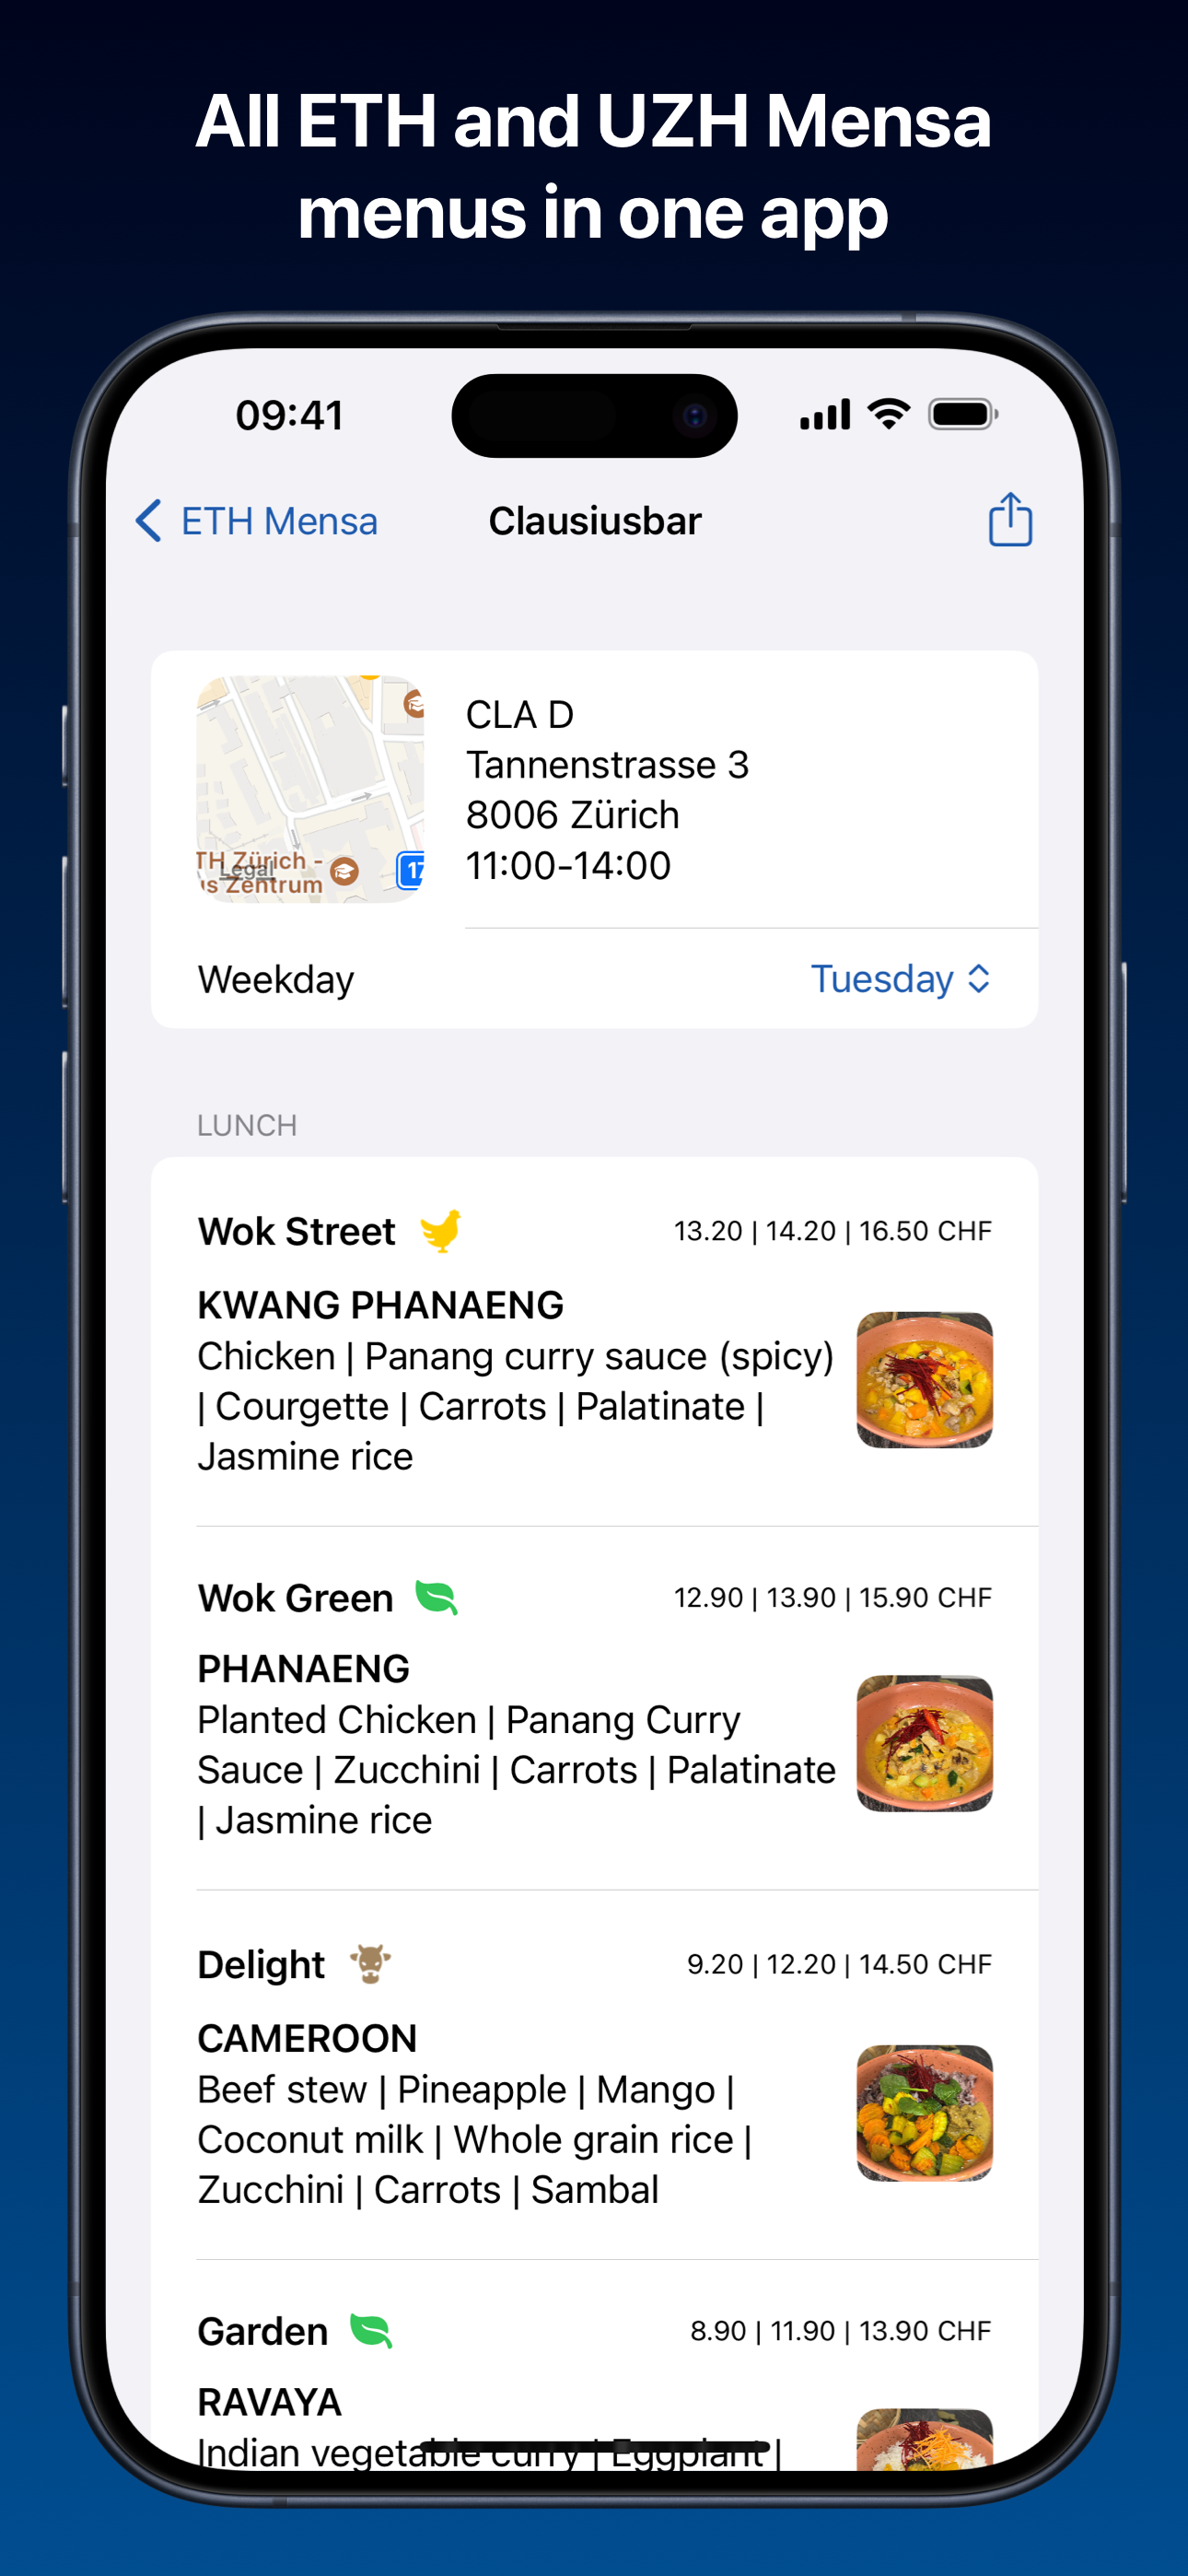 All ETH and UZH Mensa
menus in one app
09:41
ETH Mensa
Clausiusbar
CLA D
Tannenstrasse 3
8006 Zürich
11:00-14:00
TH Zürich -
Legal
s Zentrum
Weekday
Tuesday
LUNCH
Wok Street
13.20 | 14.20 | 16.50 CHF
KWANG PHANAENG
Chicken | Panang curry sauce (spicy)
| Courgette | Carrots | Palatinate |
Jasmine rice
Wok Green
12.90 | 13.90 | 15.90 CHF
PHANAENG
Planted Chicken | Panang Curry
Sauce | Zucchini | Carrots | Palatinate
| Jasmine rice
Delight
9.20 | 12.20 | 14.50 CHF
CAMEROON
Beef stew | Pineapple | Mango |
Coconut milk | Whole grain rice |
Zucchini | Carrots | Sambal
Garden
8.90 | 11.90 | 13.90 CHF
RAVAYA
Indian vegetable curry | Eggplant |